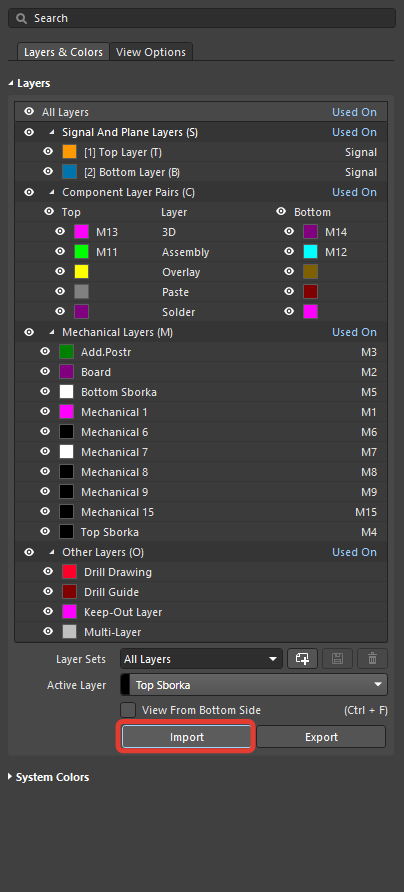 Search
Layers & Colors View Options
Layers
All Layers Used On
Signal And Plane Layers (S) Used On
[1] Top Layer (T) Signal
[2] Bottom Layer (B) Signal
Component Layer Pairs (C) Used On
Top Layer Bottom
M13 3D M14
M11 Assembly M12
Overlay
Paste
Solder
Mechanical Layers (M) Used On
Add.Postr M3
Board M2
Bottom Sborka M5
Mechanical 1 M1
Mechanical 6 M6
Mechanical 7 M7
Mechanical 8 M8
Mechanical 9 M9
Mechanical 15 M15
Top Sborka M4
Other Layers (O) Used On
Drill Drawing
Drill Guide
Keep-Out Layer
Multi-Layer
Layer Sets All Layers
Active Layer Top Sborka
View From Bottom Side (Ctrl + F)
Import Export
System Colors